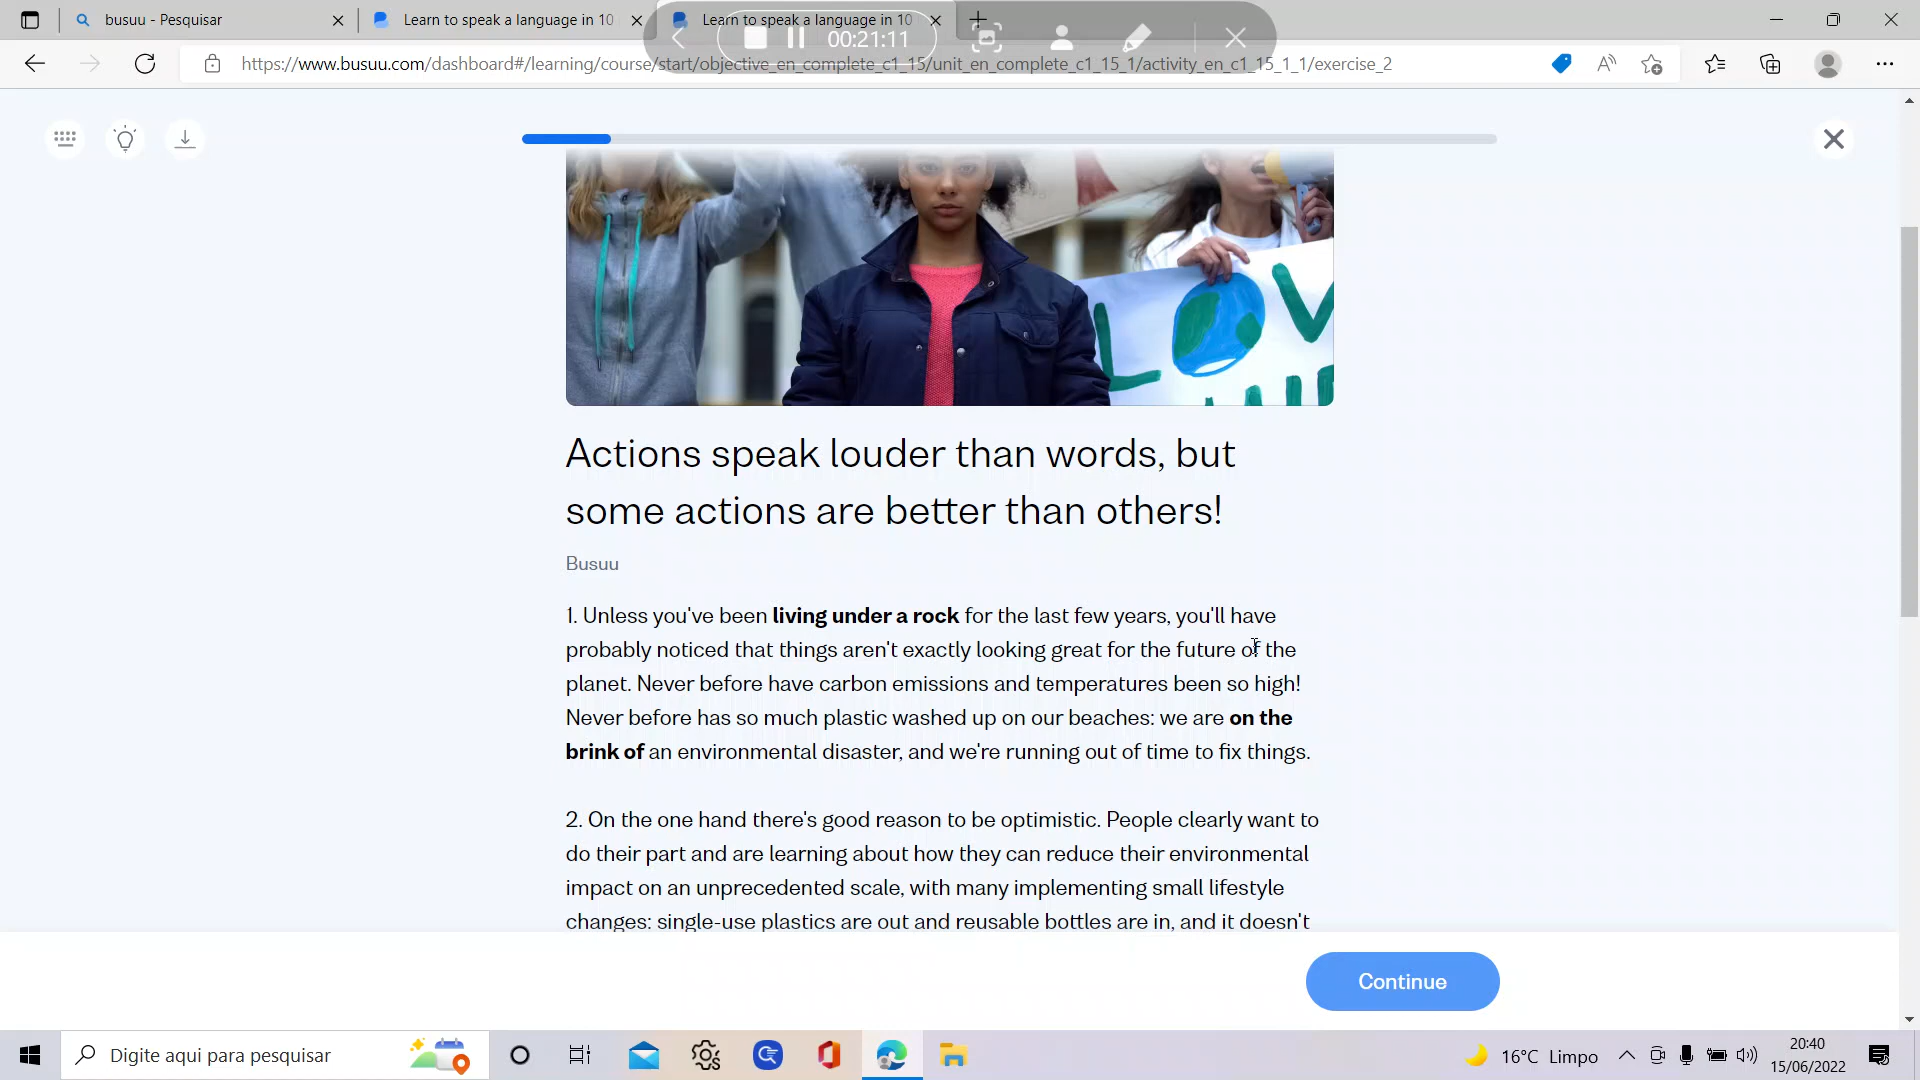 busuu - Pesquisar
Learn to speak a language in 10
Learn to speak a language in 10
00:21:11
https://www.busuu.com/dashboard#/learning/course/start/objective_en_complete_c1_15/unit_en_complete_c1_15_1/activity_en_c1_15_1_1/exercise_2
LOV
Actions speak louder than words, but
some actions are better than others!
Busuu
1. Unless you've been living under a rock for the last few years, you'll have
probably noticed that things aren't exactly looking great for the future of the
planet. Never before have carbon emissions and temperatures been so high!
Never before has so much plastic washed up on our beaches: we are on the
brink of an environmental disaster, and we're running out of time to fix things.
2. On the one hand there's good reason to be optimistic. People clearly want to
do their part and are learning about how they can reduce their environmental
impact on an unprecedented scale, with many implementing small lifestyle
changes: single-use plastics are out and reusable bottles are in, and it doesn't
Continue
Digite aqui para pesquisar
16°C Limpo
20:40
15/06/2022